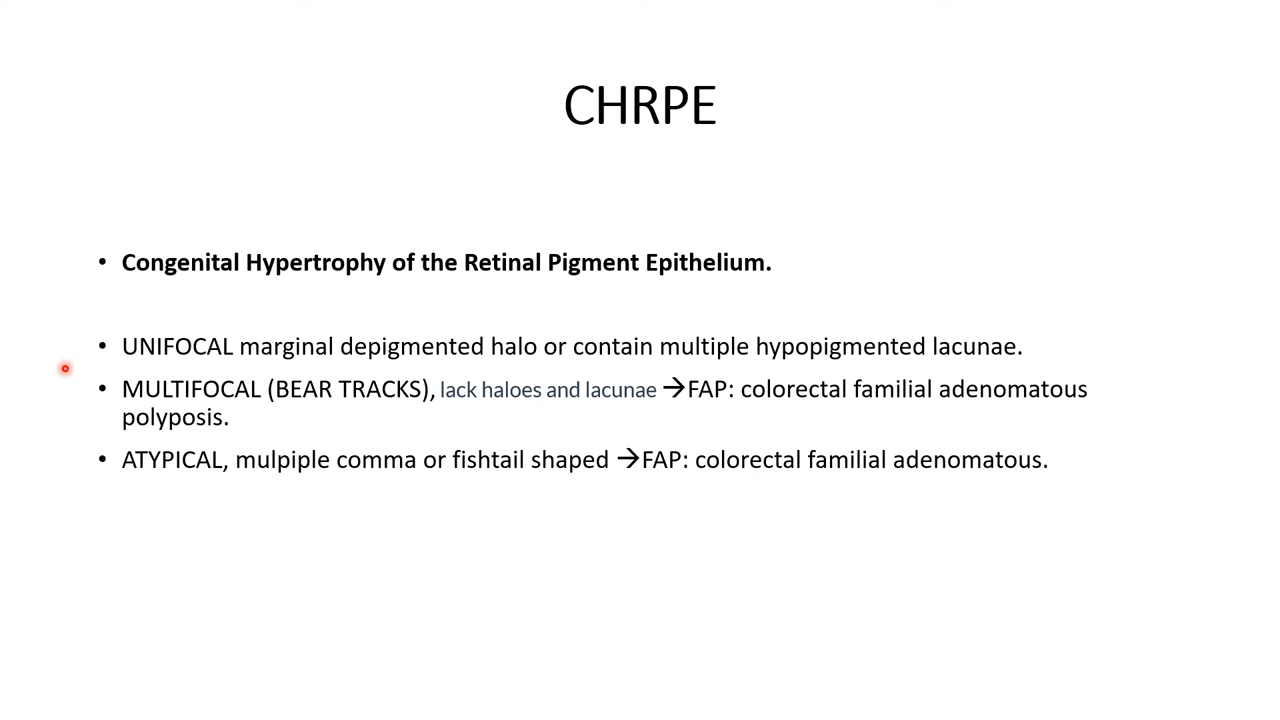 CHRPE
• Congenital Hypertrophy of the Retinal Pigment Epithelium.
• UNIFOCAL marginal depigmented halo or contain multiple hypopigmented lacunae.
• MULTIFOCAL (BEAR TRACKS), lack haloes and lacunae →FAP: colorectal familial adenomatous
polyposis.
• ATYPICAL, mulpiple comma or fishtail shaped →FAP: colorectal familial adenomatous.